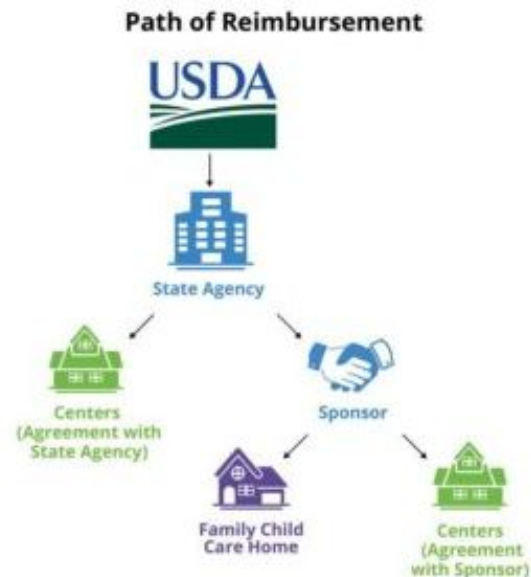 Path of Reimbursement
USDA
State Agency
Centers
(Agreement with
State Agency)
Sponsor
Family Child
Care Home
Centers
(Agreement
with Sponsor)